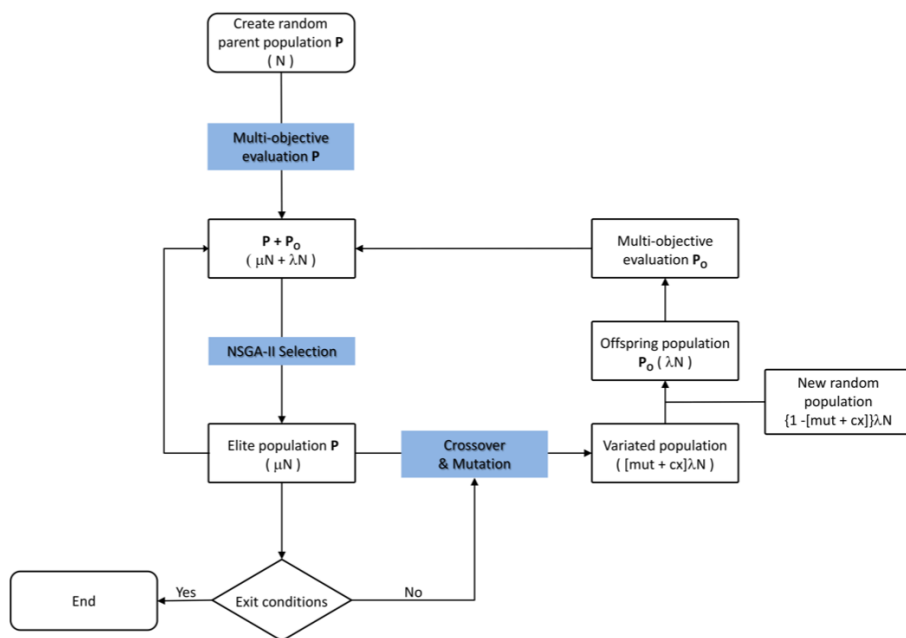 Create random
parent population P
( N )
Multi-objective
evaluation P
P + Po
( μN + λN )
Multi-objective
evaluation Po
NSGA-II Selection
Offspring population
Po ( λN )
New random
population
{1 -[mut + cx]}λN
Elite population P
( μN )
Crossover
& Mutation
Variated population
( [mut + cx]λN )
Yes
No
End
Exit conditions